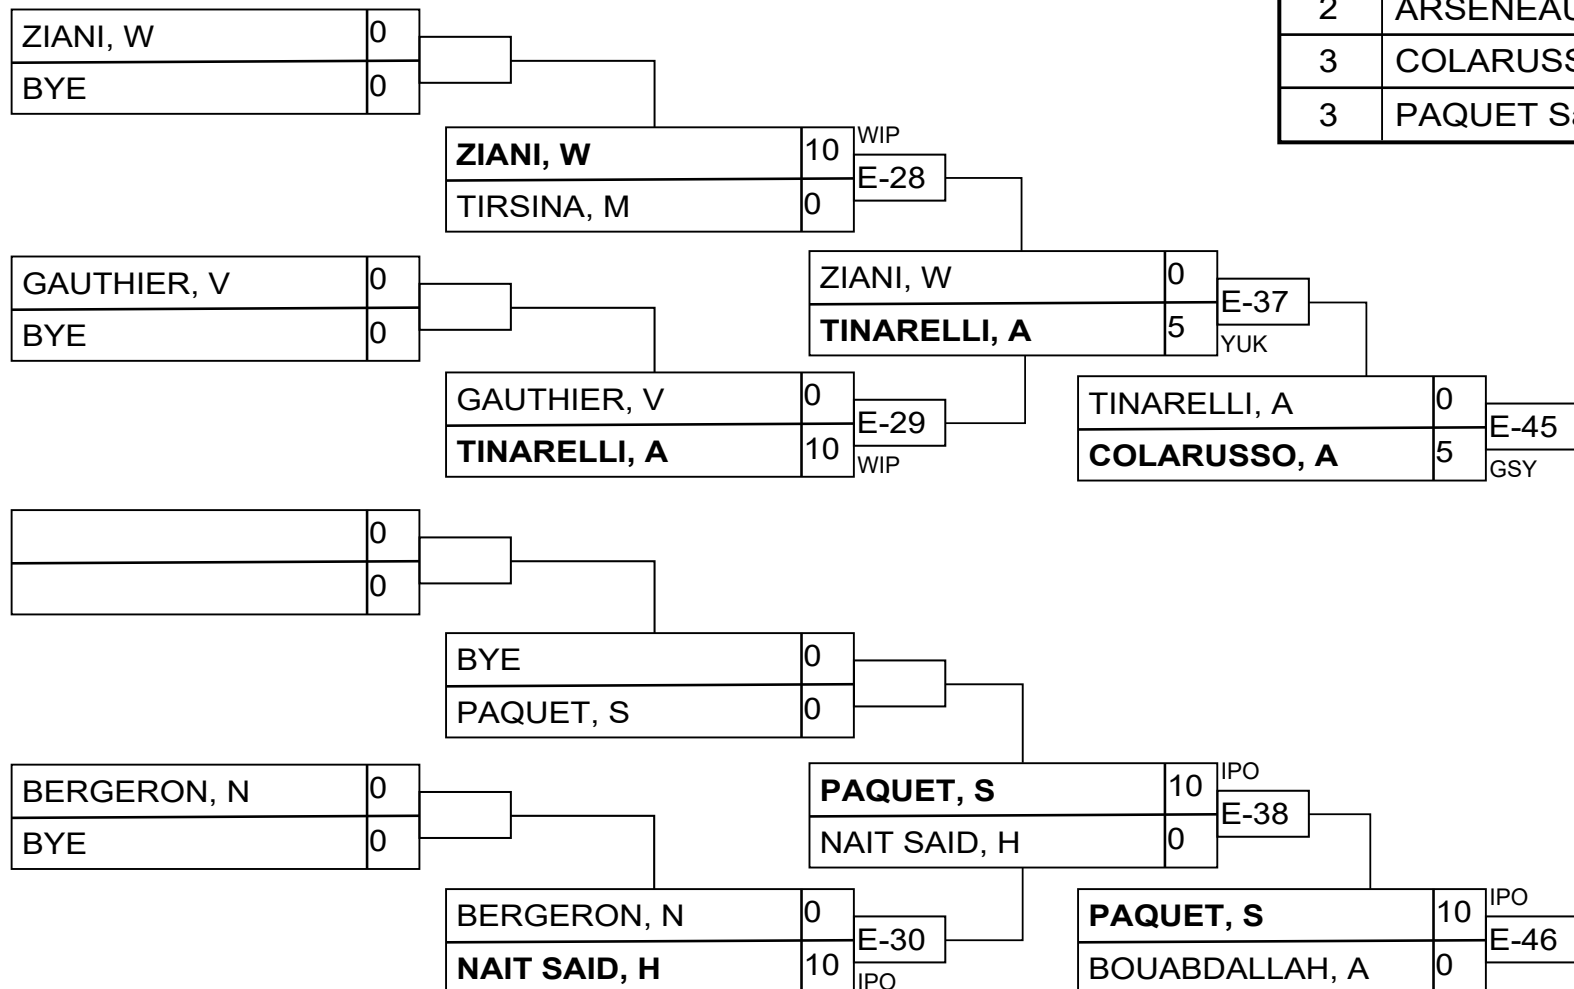 2 ARSENEAU
3 COLARUSS
3 PAQUET Sa
ZIANI, W 0
BYE 0
ZIANI, W 10 WIP
E-28
TIRSINA, M 0
GAUTHIER, V 0
BYE 0
ZIANI, W 0
E-37
TINARELLI, A 5 YUK
GAUTHIER, V 0
E-29
TINARELLI, A 10 WIP
TINARELLI, A 0
E-45
COLARUSSO, A 5 GSY
0
0
BYE 0
PAQUET, S 0
BERGERON, N 0
BYE 0
PAQUET, S 10 IPO
E-38
NAIT SAID, H 0
BERGERON, N 0
E-30
NAIT SAID, H 10 IPO
PAQUET, S 10 IPO
E-46
BOUABDALLAH, A 0